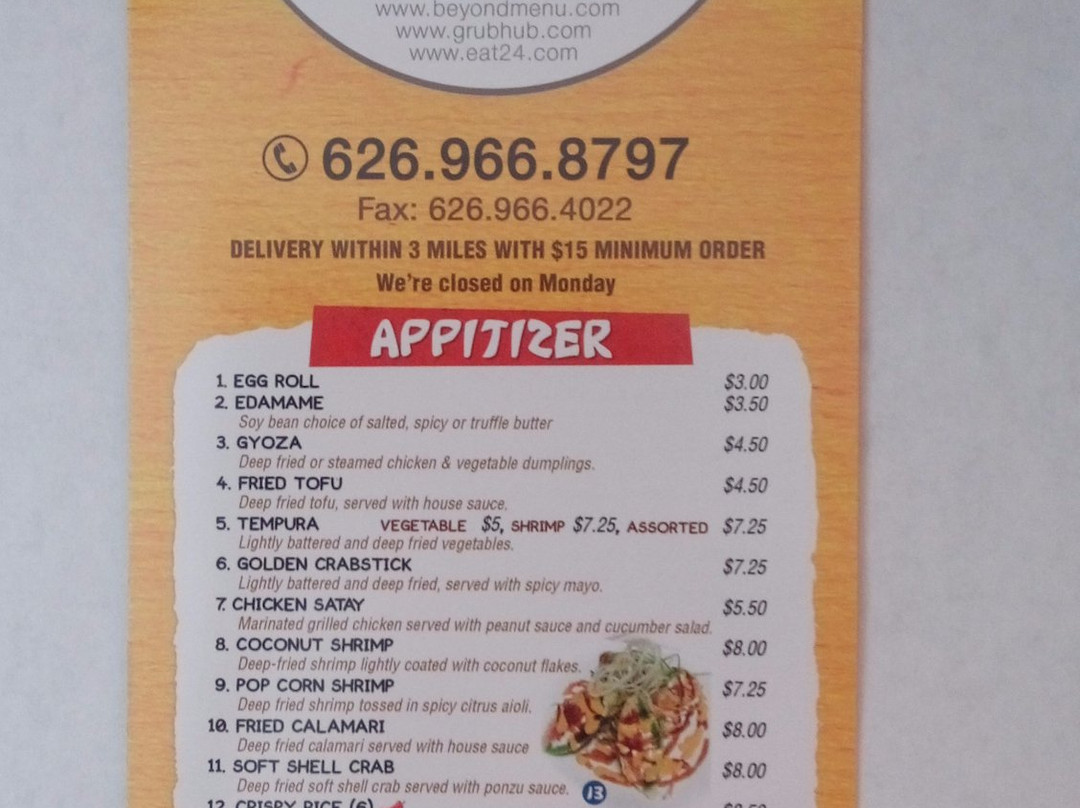 www.beyondmenu.com
www.grubhub.com
www.eat24.com
626.966.8797
Fax: 626.966.4022
DELIVERY WITHIN 3 MILES WITH $15 MINIMUM ORDER
We're closed on Monday
APPITIZER
1. EGG ROLL $3.00
2. EDAMAME $3.50
Soy bean choice of salted, spicy or truffle butter
3. GYOZA $4.50
Deep fried or steamed chicken & vegetable dumplings.
4. FRIED TOFU $4.50
Deep fried tofu, served with house sauce.
5. TEMPURA VEGETABLE $5, SHRIMP $7.25, ASSORTED $7.25
Lightly battered and deep fried vegetables.
6. GOLDEN CRABSTICK $7.25
Lightly battered and deep fried, served with spicy mayo.
7. CHICKEN SATAY $5.50
Marinated grilled chicken served with peanut sauce and cucumber salad.
8. COCONUT SHRIMP $8.00
Deep-fried shrimp lightly coated with coconut flakes.
9. POP CORN SHRIMP $7.25
Deep fried shrimp tossed in spicy citrus aioli.
10. FRIED CALAMARI $8.00
Deep fried calamari served with house sauce
11. SOFT SHELL CRAB $8.00
Deep fried soft shell crab served with ponzu sauce.
13
12. CRISPY RICE (6)